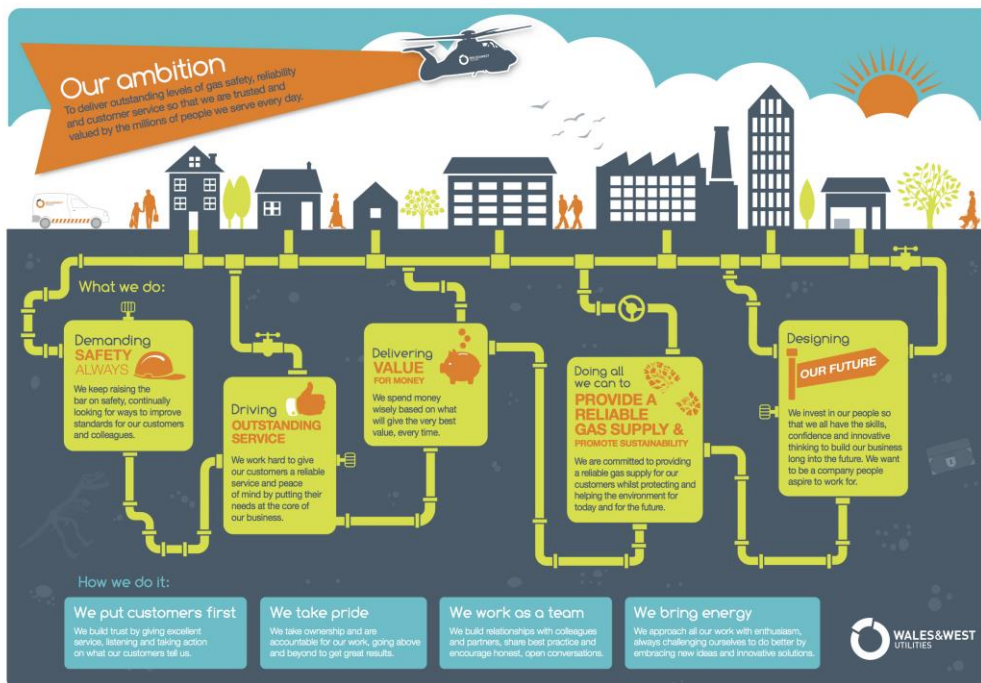 Our ambition
To deliver outstanding levels of gas safety, reliability
and customer service so that we are trusted and
valued by the millions of people we serve every day.
What we do:
Demanding
SAFETY
ALWAYS
We keep raising the
bar on safety, continually
looking for ways to improve
standards for our customers
and colleagues.
Driving
OUTSTANDING
SERVICE
We work hard to give
our customers a reliable
service and peace
of mind by putting their
needs at the core of
our business.
Delivering
VALUE
FOR MONEY
We spend money
wisely based on what
will give the very best
value, every time.
Doing all
we can to
PROVIDE A
RELIABLE
GAS SUPPLY &
PROMOTE SUSTAINABILITY
We are committed to providing
a reliable gas supply for our
customers whilst protecting and
helping the environment for
today and for the future.
Designing
OUR FUTURE
We invest in our people so
that we all have the skills,
confidence and innovative
thinking to build our business
long into the future. We want
to be a company people
aspire to work for.
How we do it:
We put customers first
We build trust by giving excellent
service, listening and taking action
on what our customers tell us.
We take pride
We take ownership and are
accountable for our work, going above
and beyond to get great results.
We work as a team
We build relationships with colleagues
and partners, share best practice and
encourage honest, open conversations.
We bring energy
We approach all our work with enthusiasm,
always challenging ourselves to do better by
embracing new ideas and innovative solutions.
WALES&WEST
UTILITIES